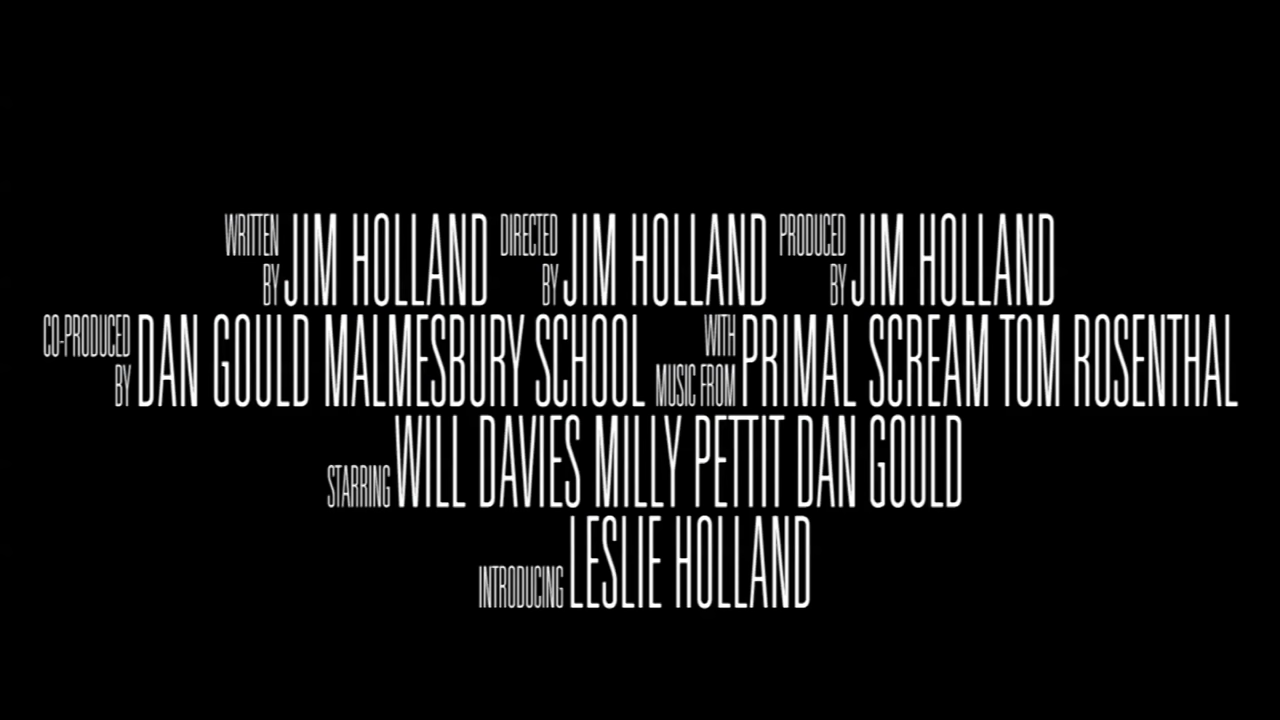 WRITTEN BY JIM HOLLAND DIRECTED BY JIM HOLLAND PRODUCED BY JIM HOLLAND
CO-PRODUCED BY DAN GOULD MALMESBURY SCHOOL WITH MUSIC FROM PRIMAL SCREAM TOM ROSENTHAL
STARRING WILL DAVIES MILLY PETTIT DAN GOULD
INTRODUCING LESLIE HOLLAND